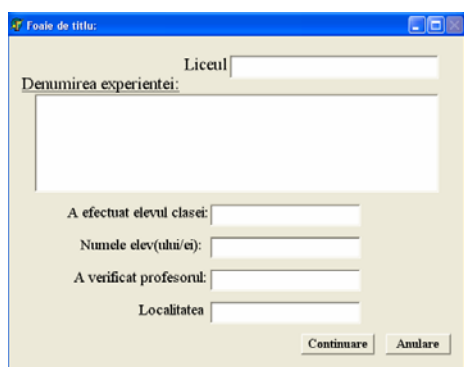 Foaie de titlu:
Liceul
Denumirea experientei:
A efectuat elevul clasei:
Numele elev(ului/ei):
A verificat profesorul:
Localitatea
Continuare Anulare